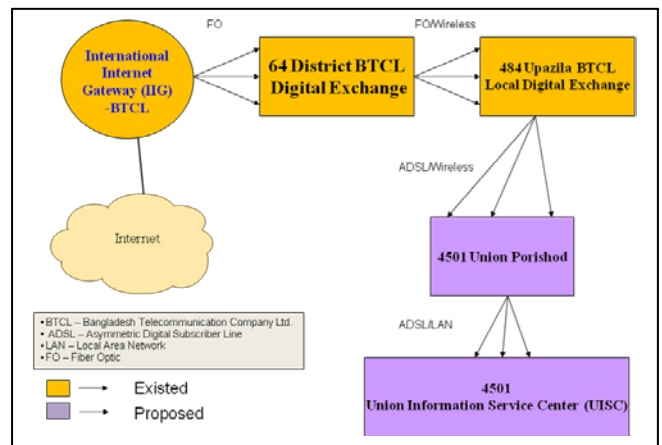 International
Internet
Gateway (IIG)
-BTCL
FO
64 District BTCL
Digital Exchange
FO/Wireless
484 Upazila BTCL
Local Digital Exchange
ADSL/Wireless
Internet
4501 Union Porishod
ADSL/LAN
4501
Union Information Service Center (UISC)
• BTCL – Bangladesh Telecommunication Company Ltd.
• ADSL – Asymmetric Digital Subscriber Line
• LAN – Local Area Network
• FO – Fiber Optic
Existed
Proposed